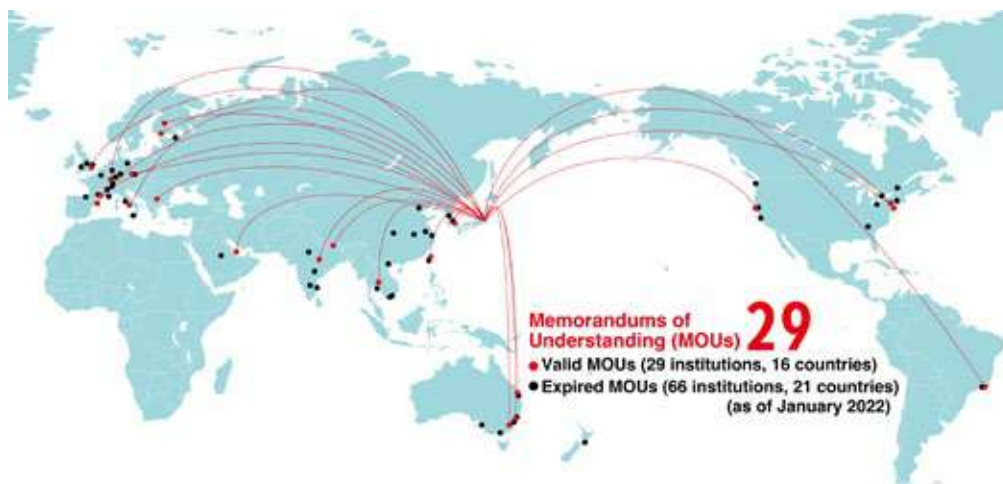 Memorandums of
Understanding (MOUs) 29
Valid MOUs (29 institutions, 16 countries)
Expired MOUs (66 institutions, 21 countries)
(as of January 2022)